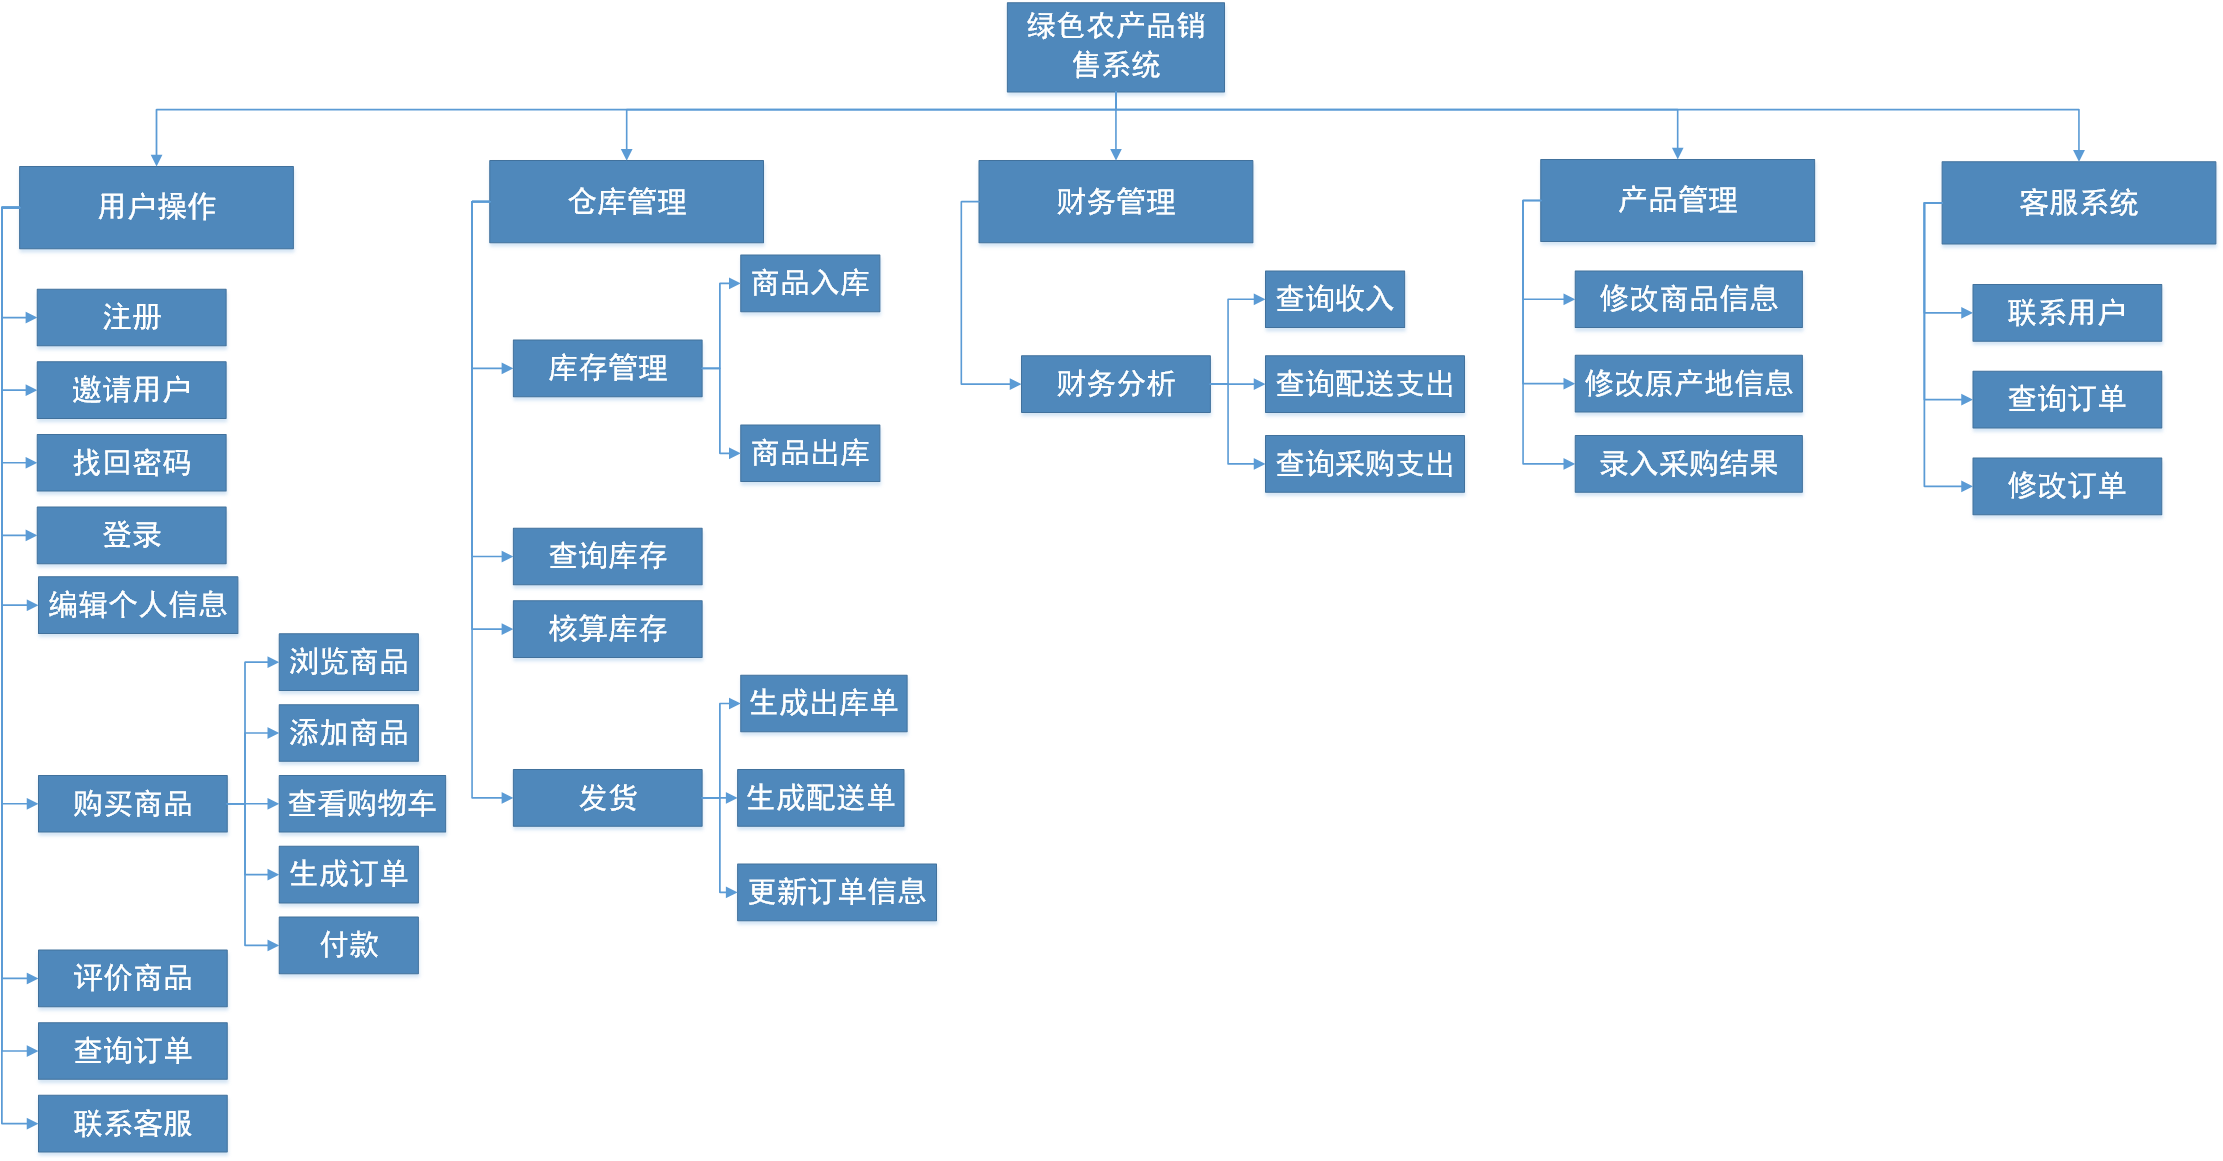 绿色农产品销
售系统
用户操作
注册
邀请用户
找回密码
登录
编辑个人信息
购买商品
浏览商品
添加商品
查看购物车
生成订单
付款
评价商品
查询订单
联系客服
仓库管理
库存管理
商品入库
商品出库
查询库存
核算库存
发货
生成出库单
生成配送单
更新订单信息
财务管理
财务分析
查询收入
查询配送支出
查询采购支出
产品管理
修改商品信息
修改原产地信息
录入采购结果
客服系统
联系用户
查询订单
修改订单